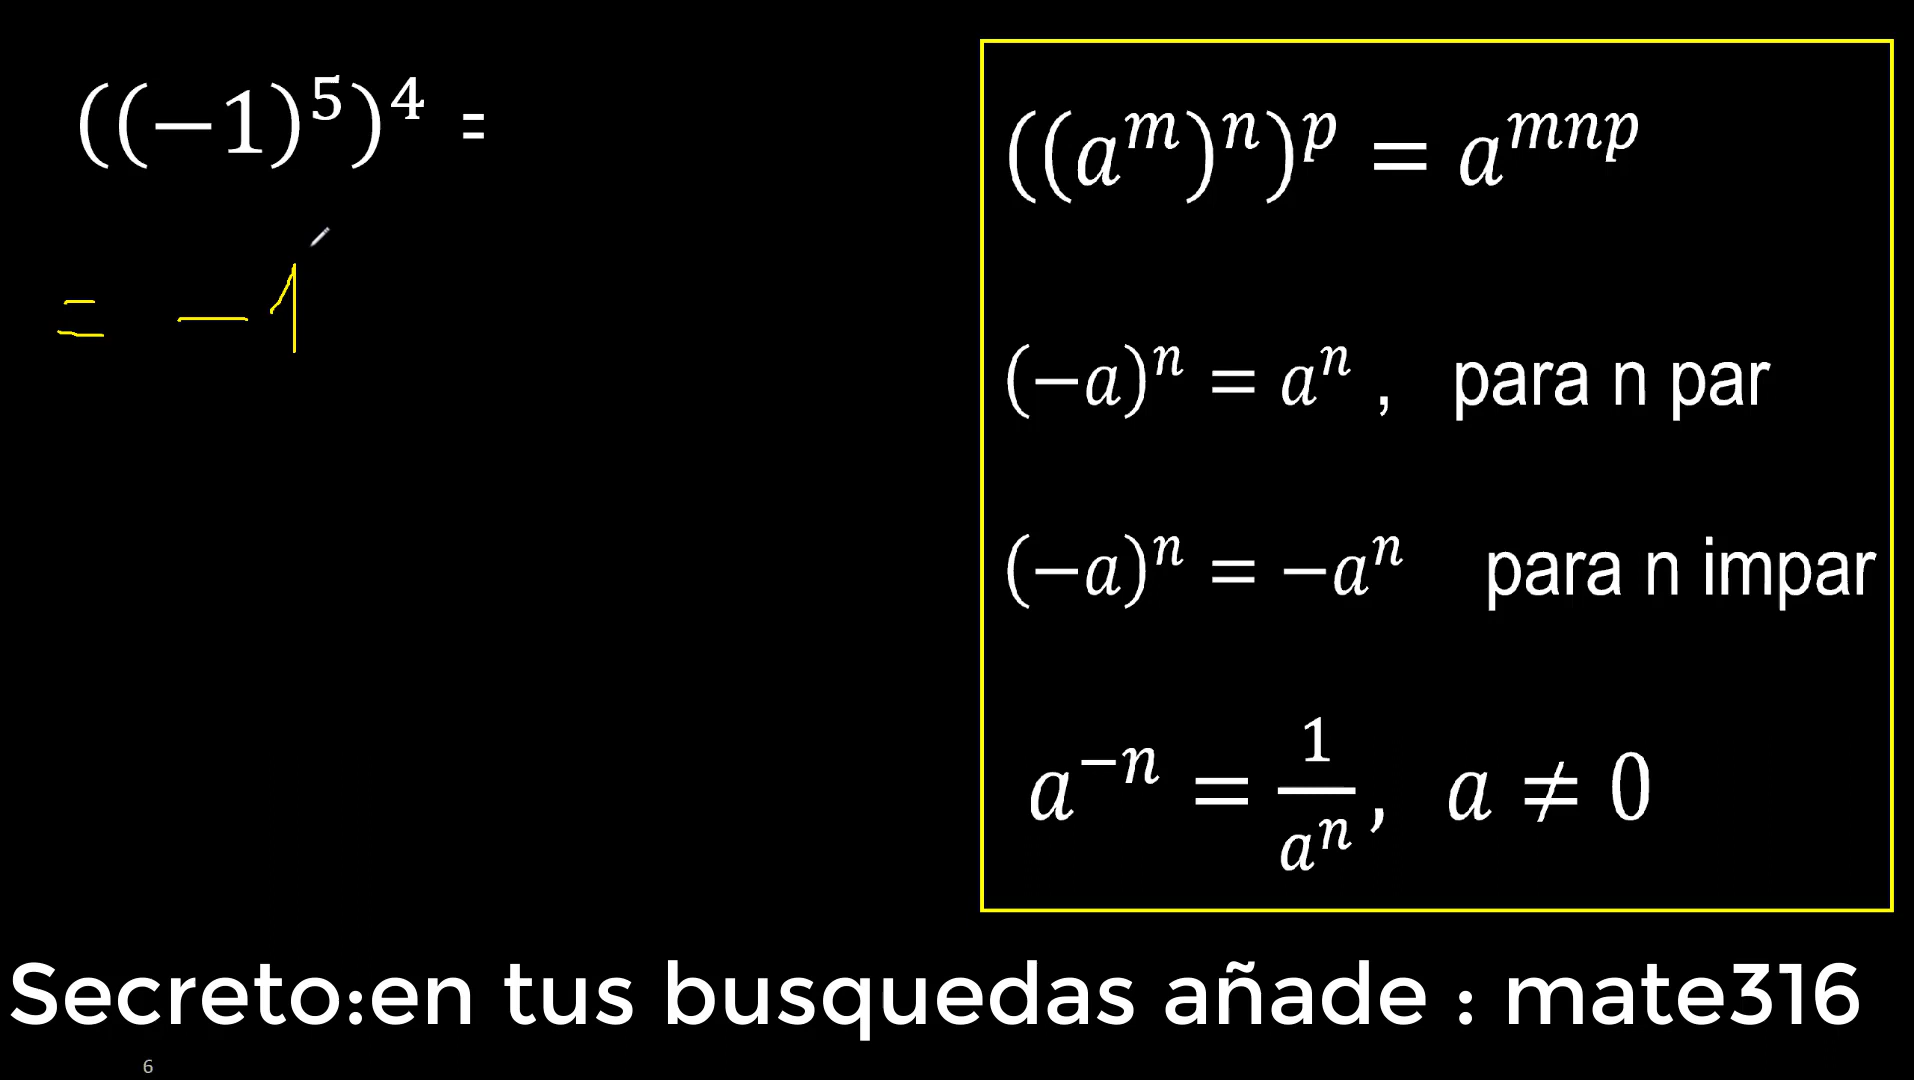 ((−1)⁵)⁴ =
= −1
((aᵐ)ⁿ)ᵖ = aᵐⁿᵖ
(−a)ⁿ = aⁿ , para n par
(−a)ⁿ = −aⁿ para n impar
a⁻ⁿ = 1/aⁿ, a ≠ 0
Secreto:en tus busquedas añade : mate316
6